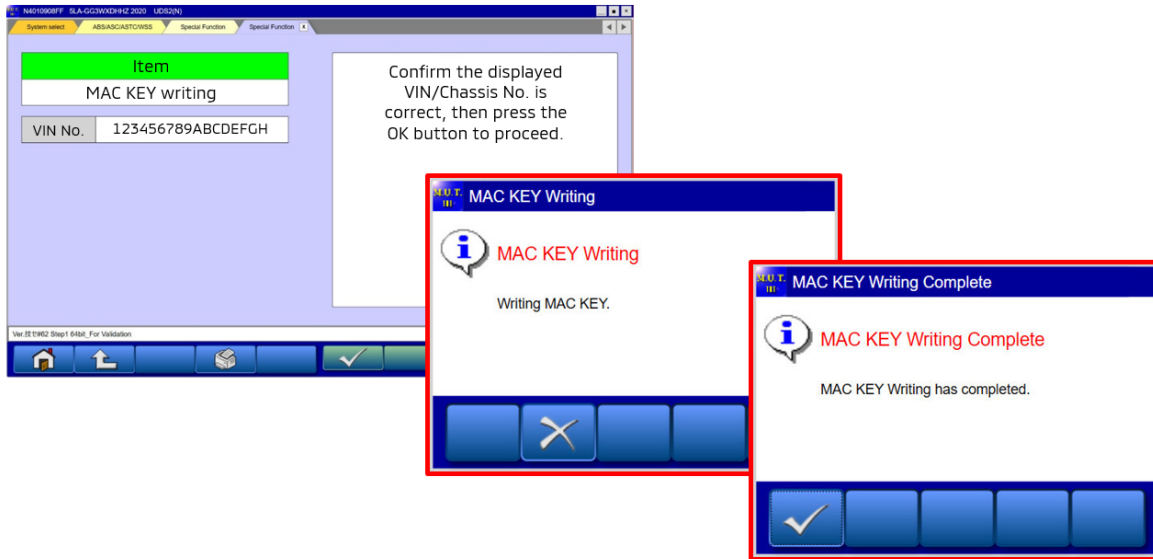 N4010908FF 5LA-GG3WXDHHZ 2020 UDS2(N)
System select
ABS/ASC/ASTC/WSS
Special Function
Special Function
Item
MAC KEY writing
VIN No. 123456789ABCDEFGH
Confirm the displayed
VIN/Chassis No. is
correct, then press the
OK button to proceed.
Step1 64bit_For Validation
M.U.T. III
MAC KEY Writing
MAC KEY Writing
Writing MAC KEY.
M.U.T. III
MAC KEY Writing Complete
MAC KEY Writing Complete
MAC KEY Writing has completed.